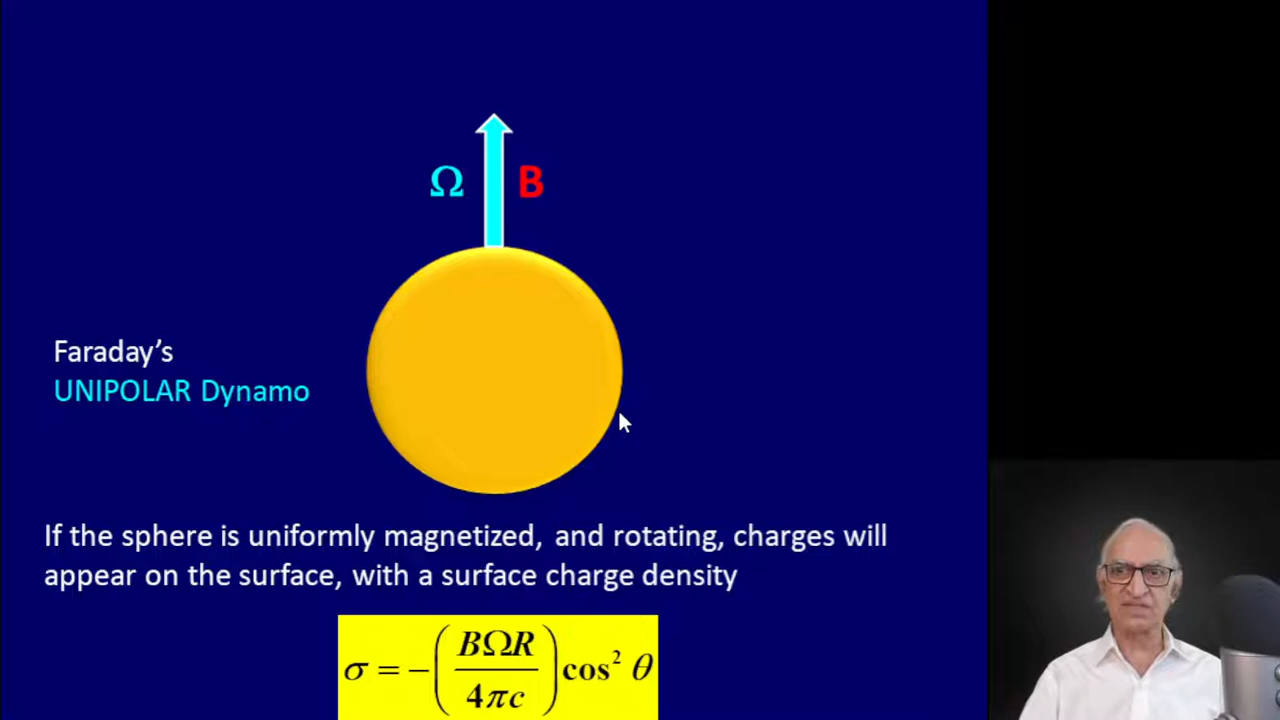 Ω B
Faraday's
UNIPOLAR Dynamo
If the sphere is uniformly magnetized, and rotating, charges will
appear on the surface, with a surface charge density
σ = −(BΩR / 4πc) cos² θ